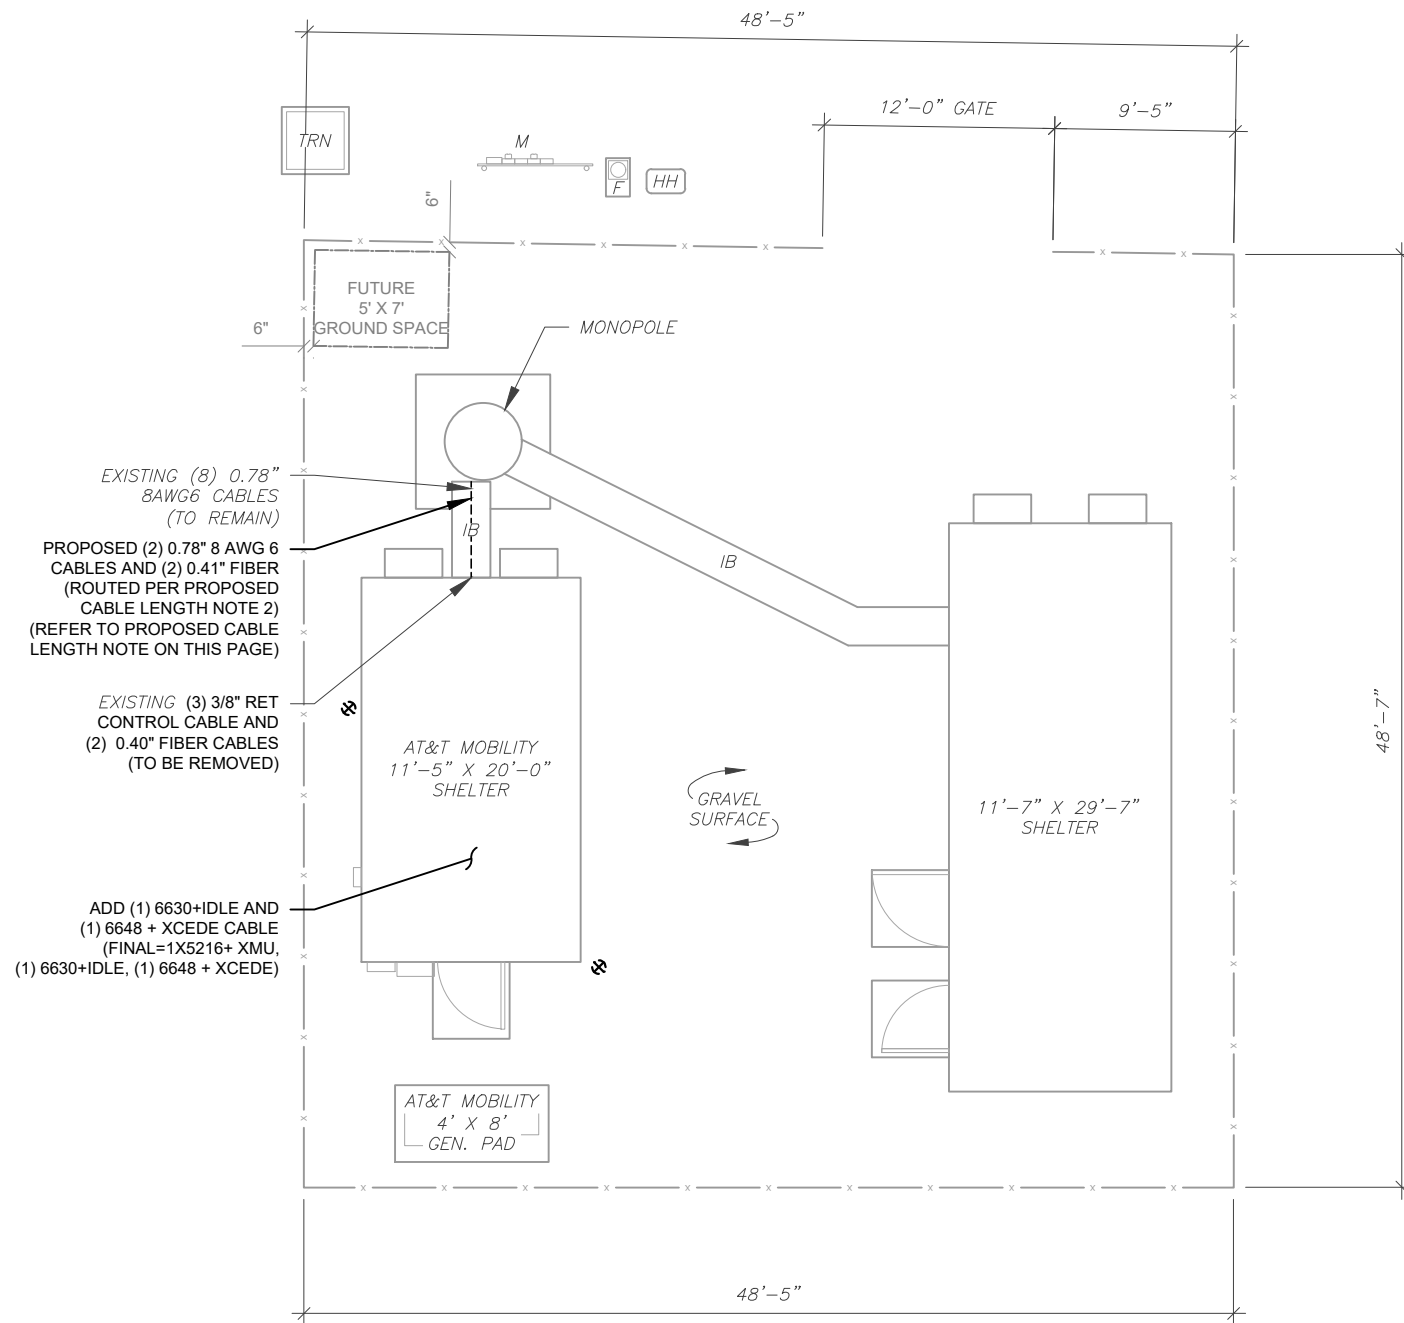 48'-5"
12'-0" GATE
9'-5"
TRN
M
F
HH
6"
FUTURE
5' X 7'
GROUND SPACE
6"
MONOPOLE
EXISTING (8) 0.78"
8AWG6 CABLES
(TO REMAIN)
PROPOSED (2) 0.78" 8 AWG 6
CABLES AND (2) 0.41" FIBER
(ROUTED PER PROPOSED
CABLE LENGTH NOTE 2)
(REFER TO PROPOSED CABLE
LENGTH NOTE ON THIS PAGE)
IB
IB
EXISTING (3) 3/8" RET
CONTROL CABLE AND
(2) 0.40" FIBER CABLES
(TO BE REMOVED)
48'-7"
AT&T MOBILITY
11'-5" X 20'-0"
SHELTER
GRAVEL
SURFACE
11'-7" X 29'-7"
SHELTER
ADD (1) 6630+IDLE AND
(1) 6648 + XCEDE CABLE
(FINAL=1X5216+ XMU,
(1) 6630+IDLE, (1) 6648 + XCEDE)
AT&T MOBILITY
4' X 8'
GEN. PAD
48'-5"